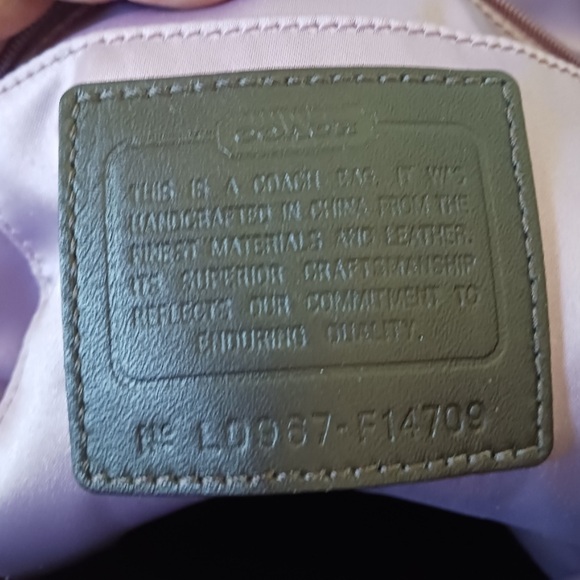 COACH
THIS IS A COACH BAG. IT WAS
HANDCRAFTED IN CHINA FROM THE
FINEST MATERIALS AND LEATHER.
ITS SUPERIOR CRAFTSMANSHIP
REFLECTS OUR COMMITMENT TO
ENDURING QUALITY.
Nº L0967-F14709